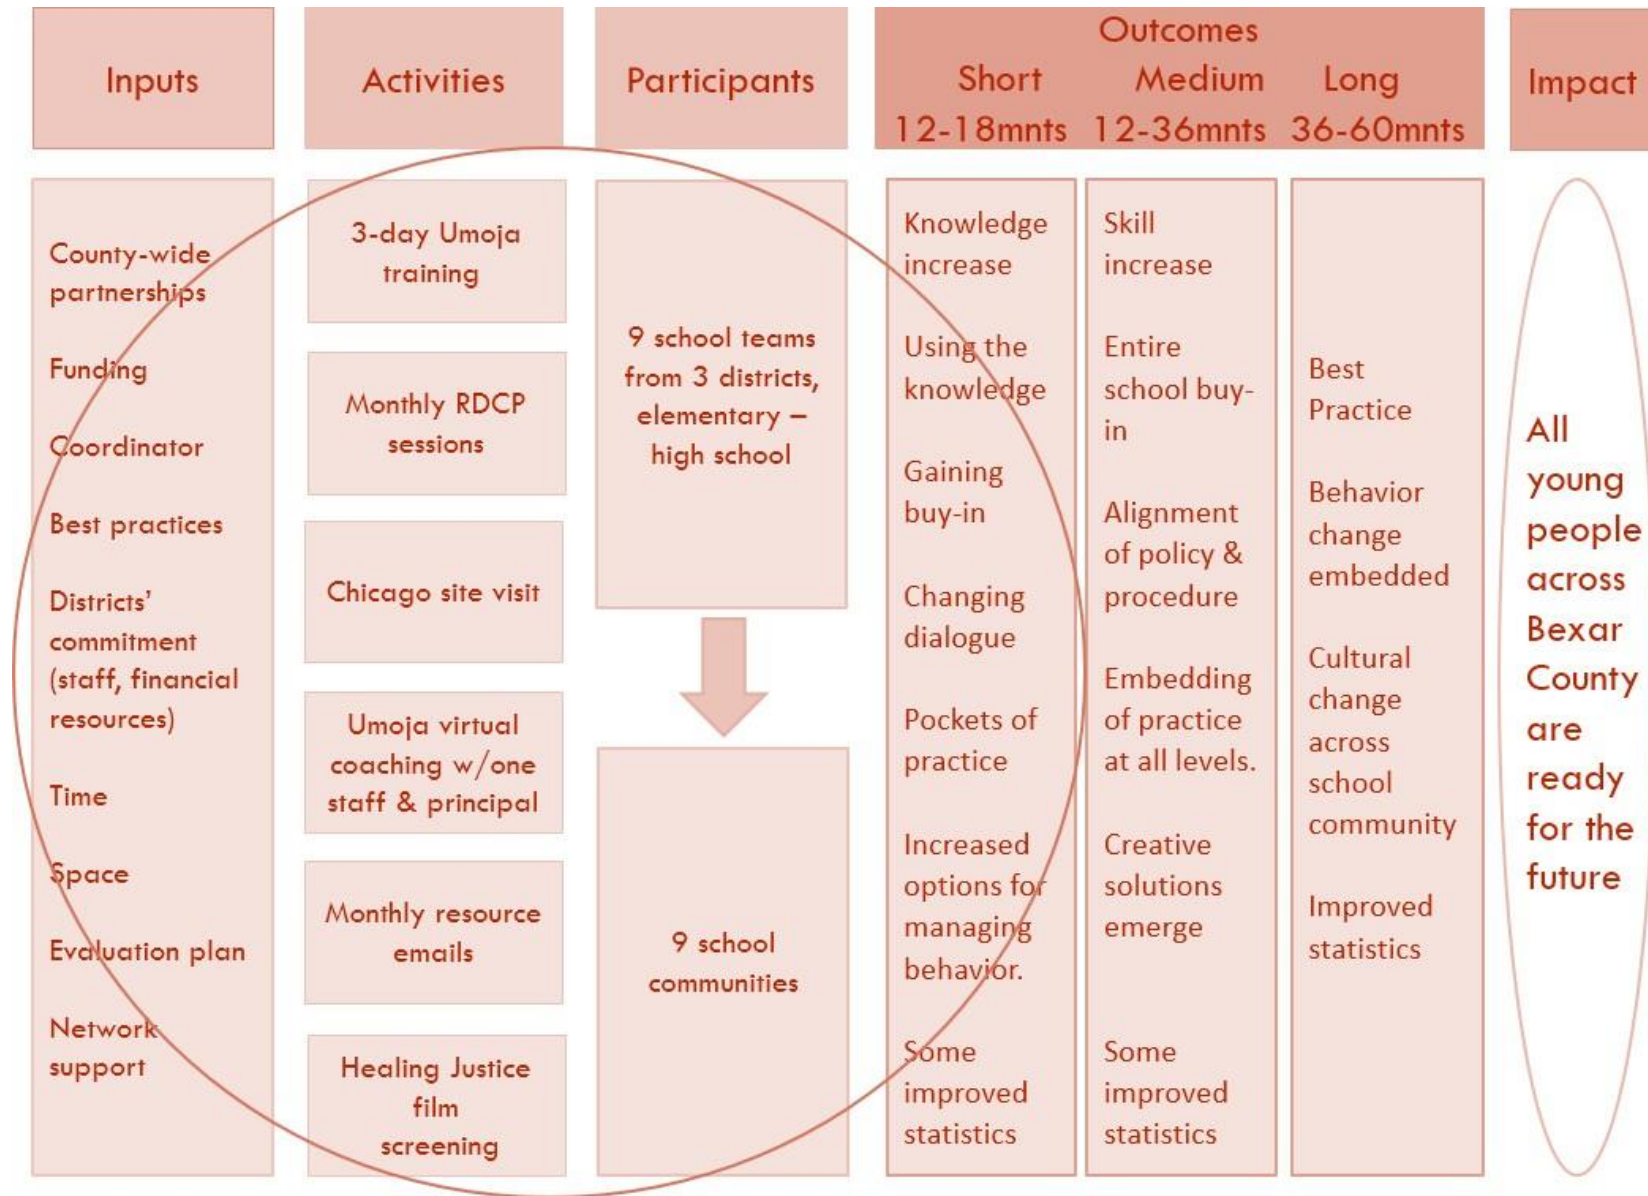 Inputs
Activities
Participants
Outcomes
Short
12-18mnts
Medium
12-36mnts
Long
36-60mnts
Impact
County-wide
partnerships
Funding
Coordinator
Best practices
Districts’
commitment
(staff, financial
resources)
Time
Space
Evaluation plan
Network
support
3-day Umoja
training
Monthly RDCP
sessions
Chicago site visit
Umoja virtual
coaching w/one
staff & principal
Monthly resource
emails
Healing Justice
film
screening
9 school teams
from 3 districts,
elementary –
high school
9 school
communities
Knowledge
increase
Using the
knowledge
Gaining
buy-in
Changing
dialogue
Pockets of
practice
Increased
options for
managing
behavior.
Some
improved
statistics
Skill
increase
Entire
school buy-
in
Alignment
of policy &
procedure
Embedding
of practice
at all levels.
Creative
solutions
emerge
Some
improved
statistics
Best
Practice
Behavior
change
embedded
Cultural
change
across
school
community
Improved
statistics
All
young
people
across
Bexar
County
are
ready
for the
future